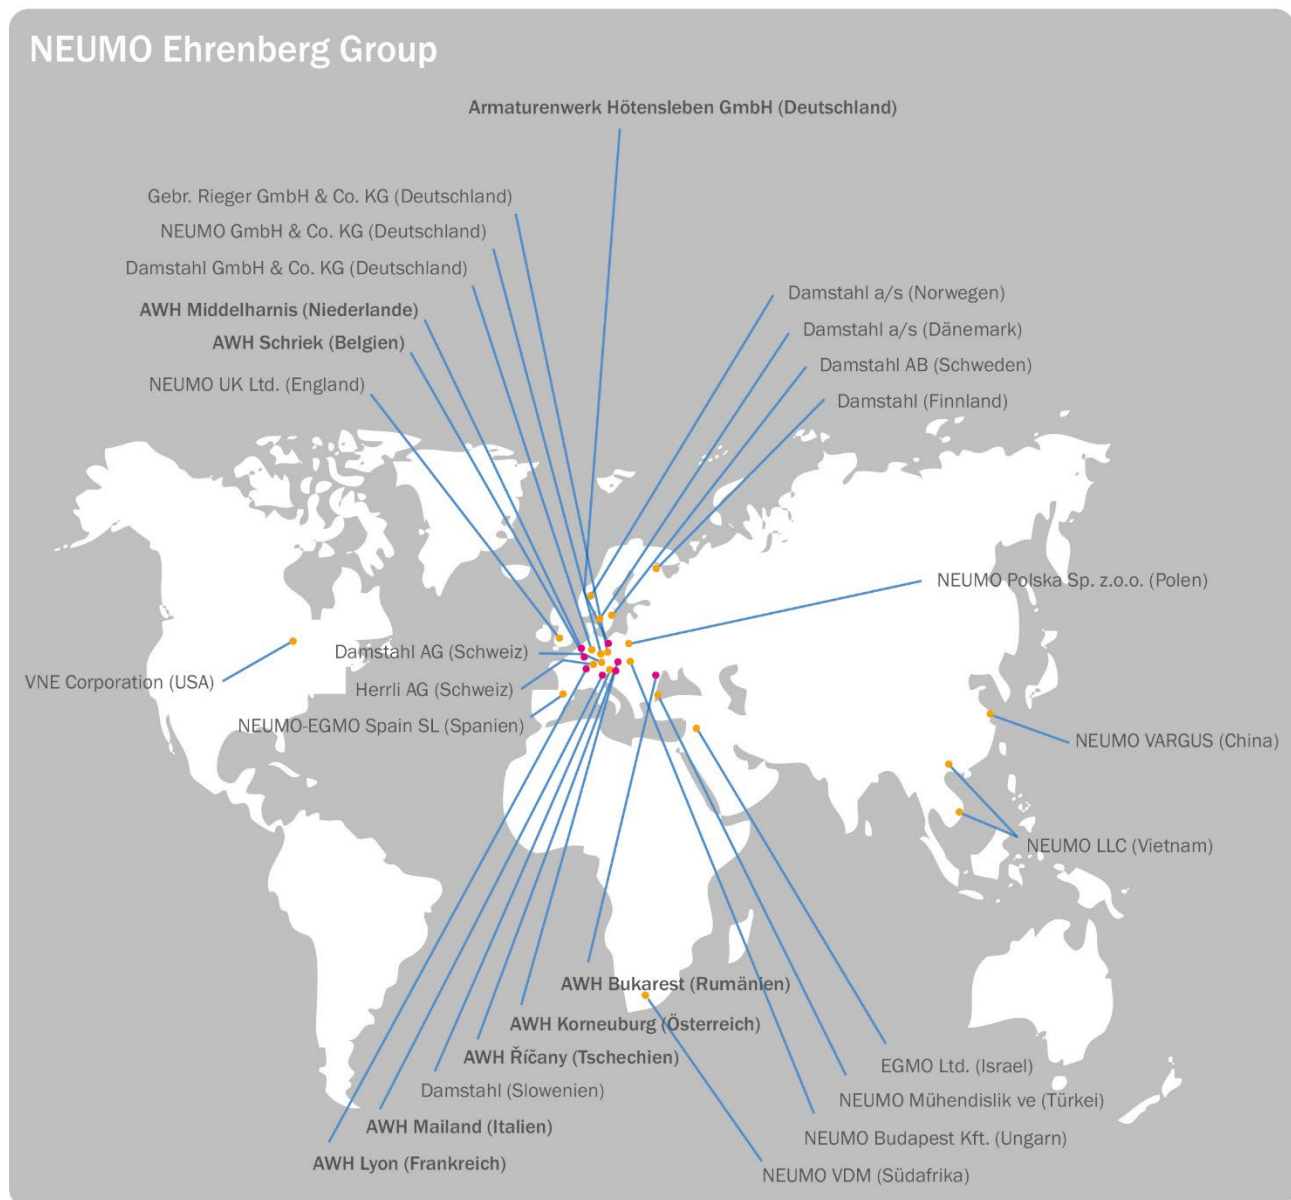 NEUMO Ehrenberg Group
Armaturenwerk Hötensleben GmbH (Deutschland)
Gebr. Rieger GmbH & Co. KG (Deutschland)
NEUMO GmbH & Co. KG (Deutschland)
Damstahl GmbH & Co. KG (Deutschland)
AWH Middelharnis (Niederlande)
AWH Schriek (Belgien)
NEUMO UK Ltd. (England)
Damstahl a/s (Norwegen)
Damstahl a/s (Dänemark)
Damstahl AB (Schweden)
Damstahl (Finnland)
NEUMO Polska Sp. z.o.o. (Polen)
Damstahl AG (Schweiz)
VNE Corporation (USA)
Herrli AG (Schweiz)
NEUMO-EGMO Spain SL (Spanien)
NEUMO VARGUS (China)
NEUMO LLC (Vietnam)
AWH Bukarest (Rumänien)
AWH Korneuburg (Österreich)
AWH Říčany (Tschechien)
Damstahl (Slowenien)
AWH Mailand (Italien)
AWH Lyon (Frankreich)
EGMO Ltd. (Israel)
NEUMO Mühendislik ve (Türkei)
NEUMO Budapest Kft. (Ungarn)
NEUMO VDM (Südafrika)